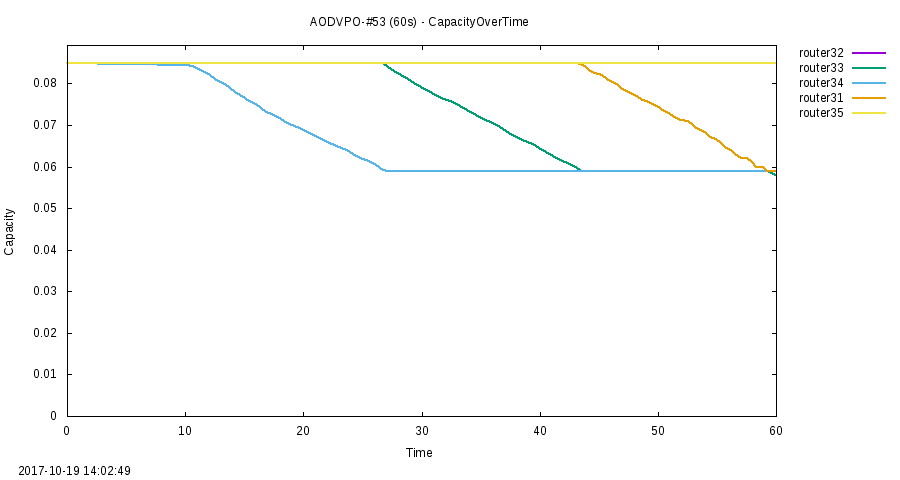 AODVPO-#53 (60s) - CapacityOverTime
router32
router33
router34
router31
router35
0.08
0.07
0.06
0.05
0.04
0.03
0.02
0.01
0
Capacity
0 10 20 30 40 50 60
Time
2017-10-19 14:02:49